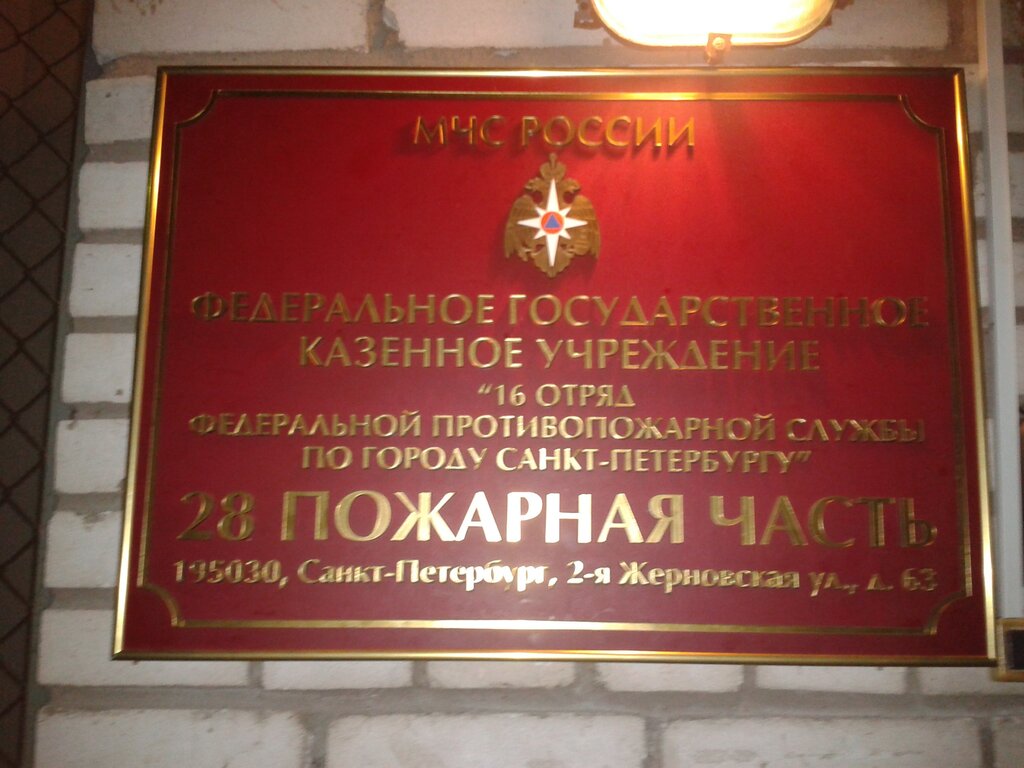 МЧС РОССИИ
ФЕДЕРАЛЬНОЕ ГОСУДАРСТВЕННОЕ
КАЗЕННОЕ УЧРЕЖДЕНИЕ
“16 ОТРЯД
ФЕДЕРАЛЬНОЙ ПРОТИВОПОЖАРНОЙ СЛУЖБЫ
ПО ГОРОДУ САНКТ-ПЕТЕРБУРГУ”
28 ПОЖАРНАЯ ЧАСТЬ
195030, Санкт-Петербург, 2-я Жерновская ул., д. 63